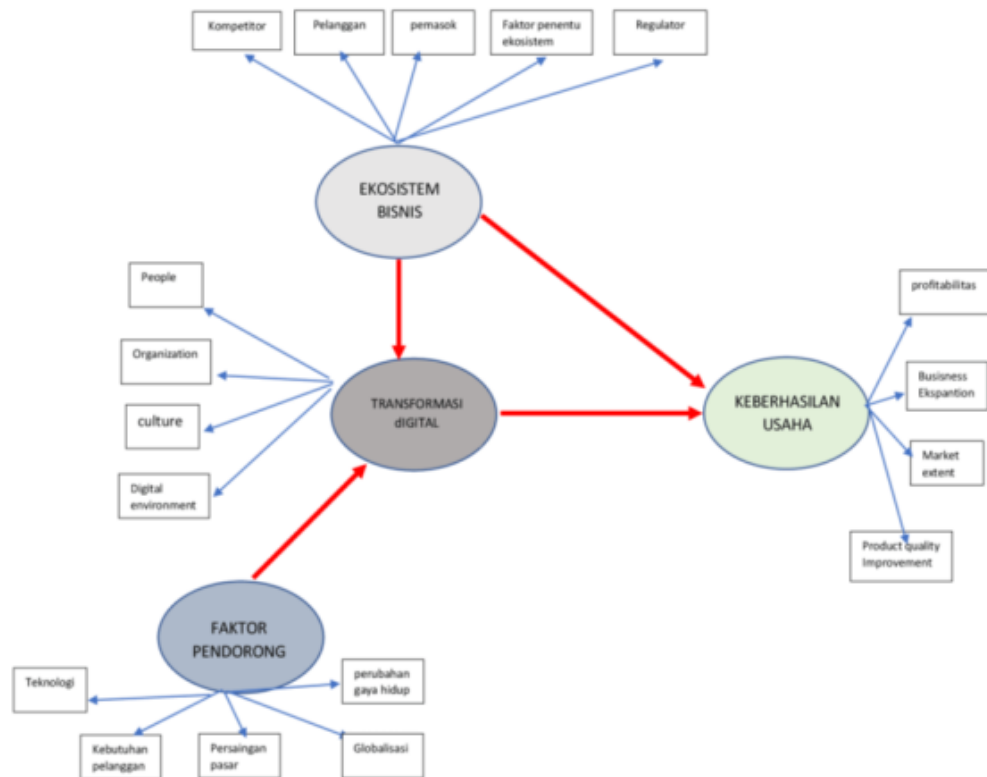 Kompetitor
Pelanggan
pemasok
Faktor penentu
ekosistem
Regulator
EKOSISTEM
BISNIS
People
Organization
culture
Digital
environment
TRANSFORMASI
dIGITAL
KEBERHASILAN
USAHA
profitabilitas
Busisness
Ekspantion
Market
extent
Product quality
Improvement
FAKTOR
PENDORONG
Teknologi
Kebutuhan
pelanggan
Persaingan
pasar
Globalisasi
perubahan
gaya hidup